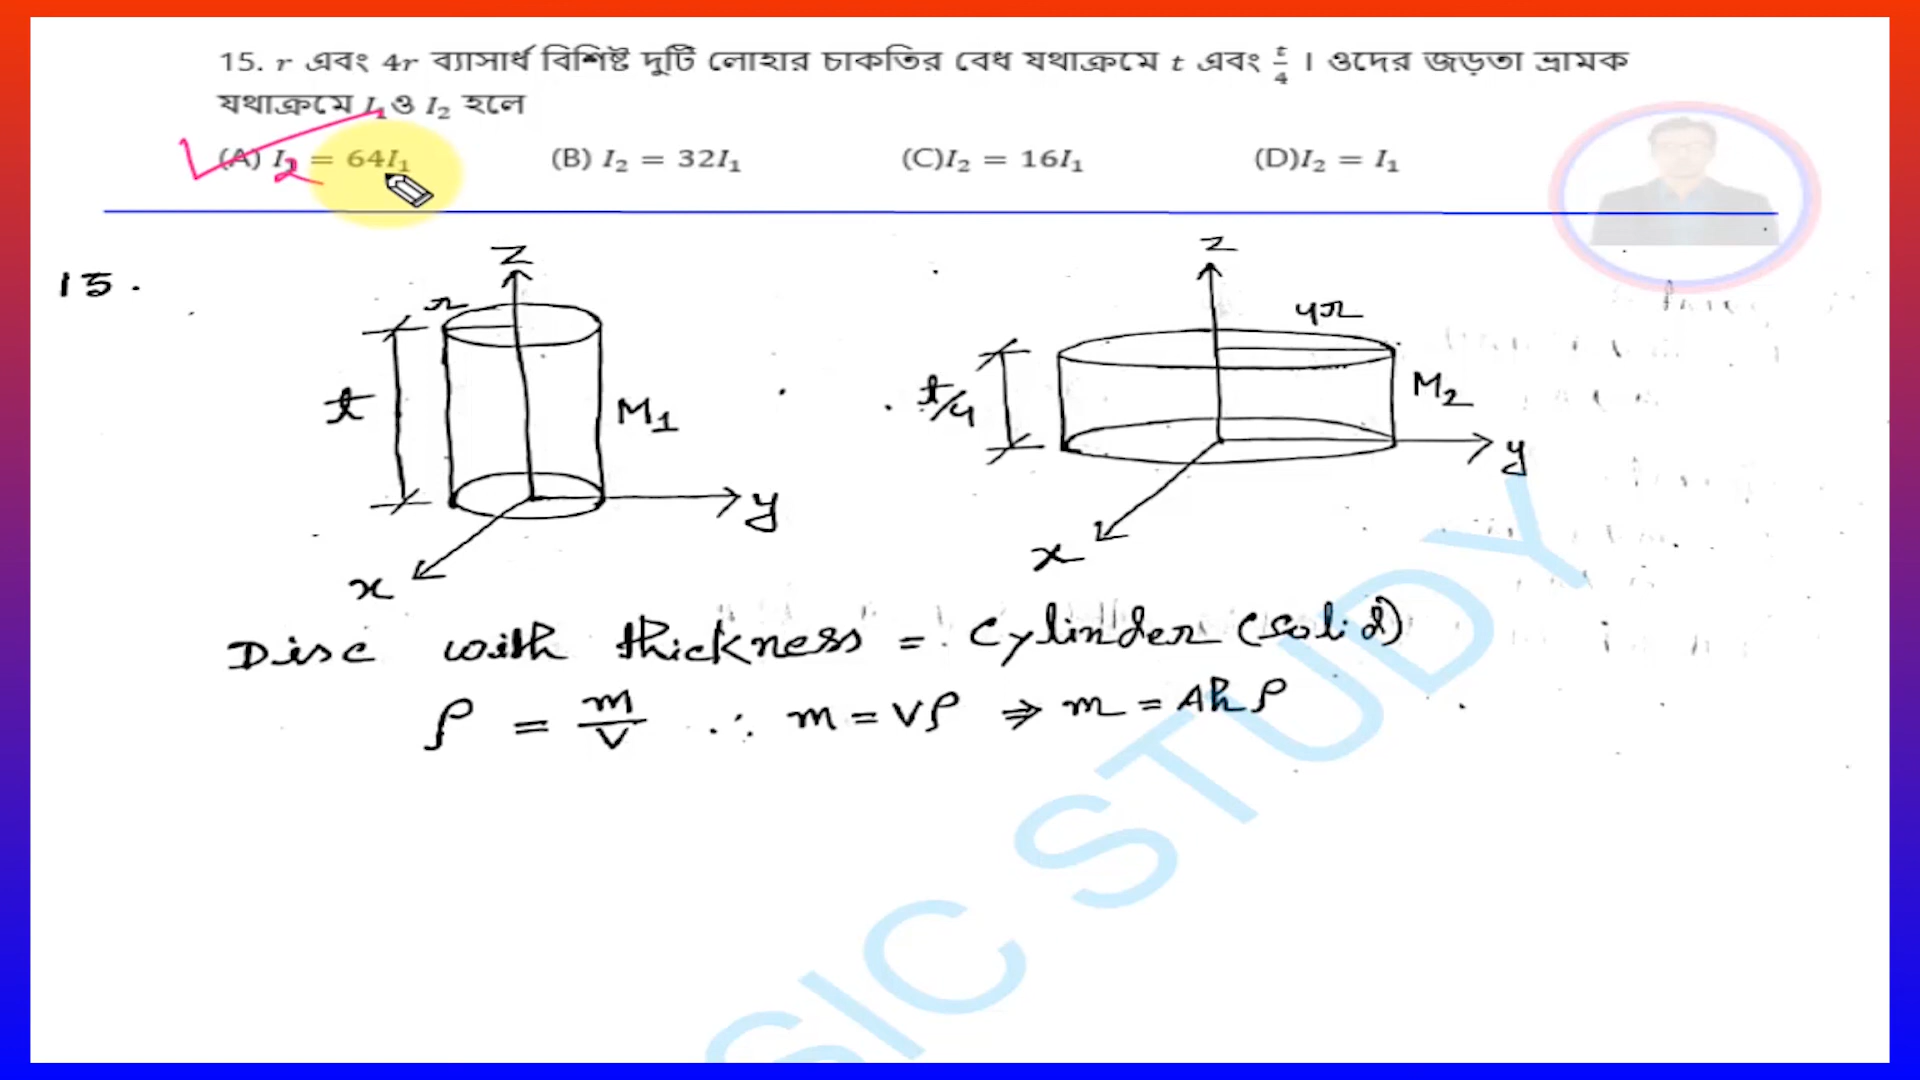 15. r এবং 4r ব্যাসার্ধ বিশিষ্ট দুটি লোহার চাকতির বেধ যথাক্রমে t এবং t/4 । ওদের জড়তা ভ্রামক
যথাক্রমে I₁ ও I₂ হলে
(A) I₂ = 64I₁ (B) I₂ = 32I₁ (C)I₂ = 16I₁ (D)I₂ = I₁
15.
z
r
t
M₁
y
x
z
4r
t/4
M₂
y
x
Disc with thickness = Cylinder (solid)
ρ = m/V ∴ m = Vρ ⇒ m = Ahρ
SIC STUDY